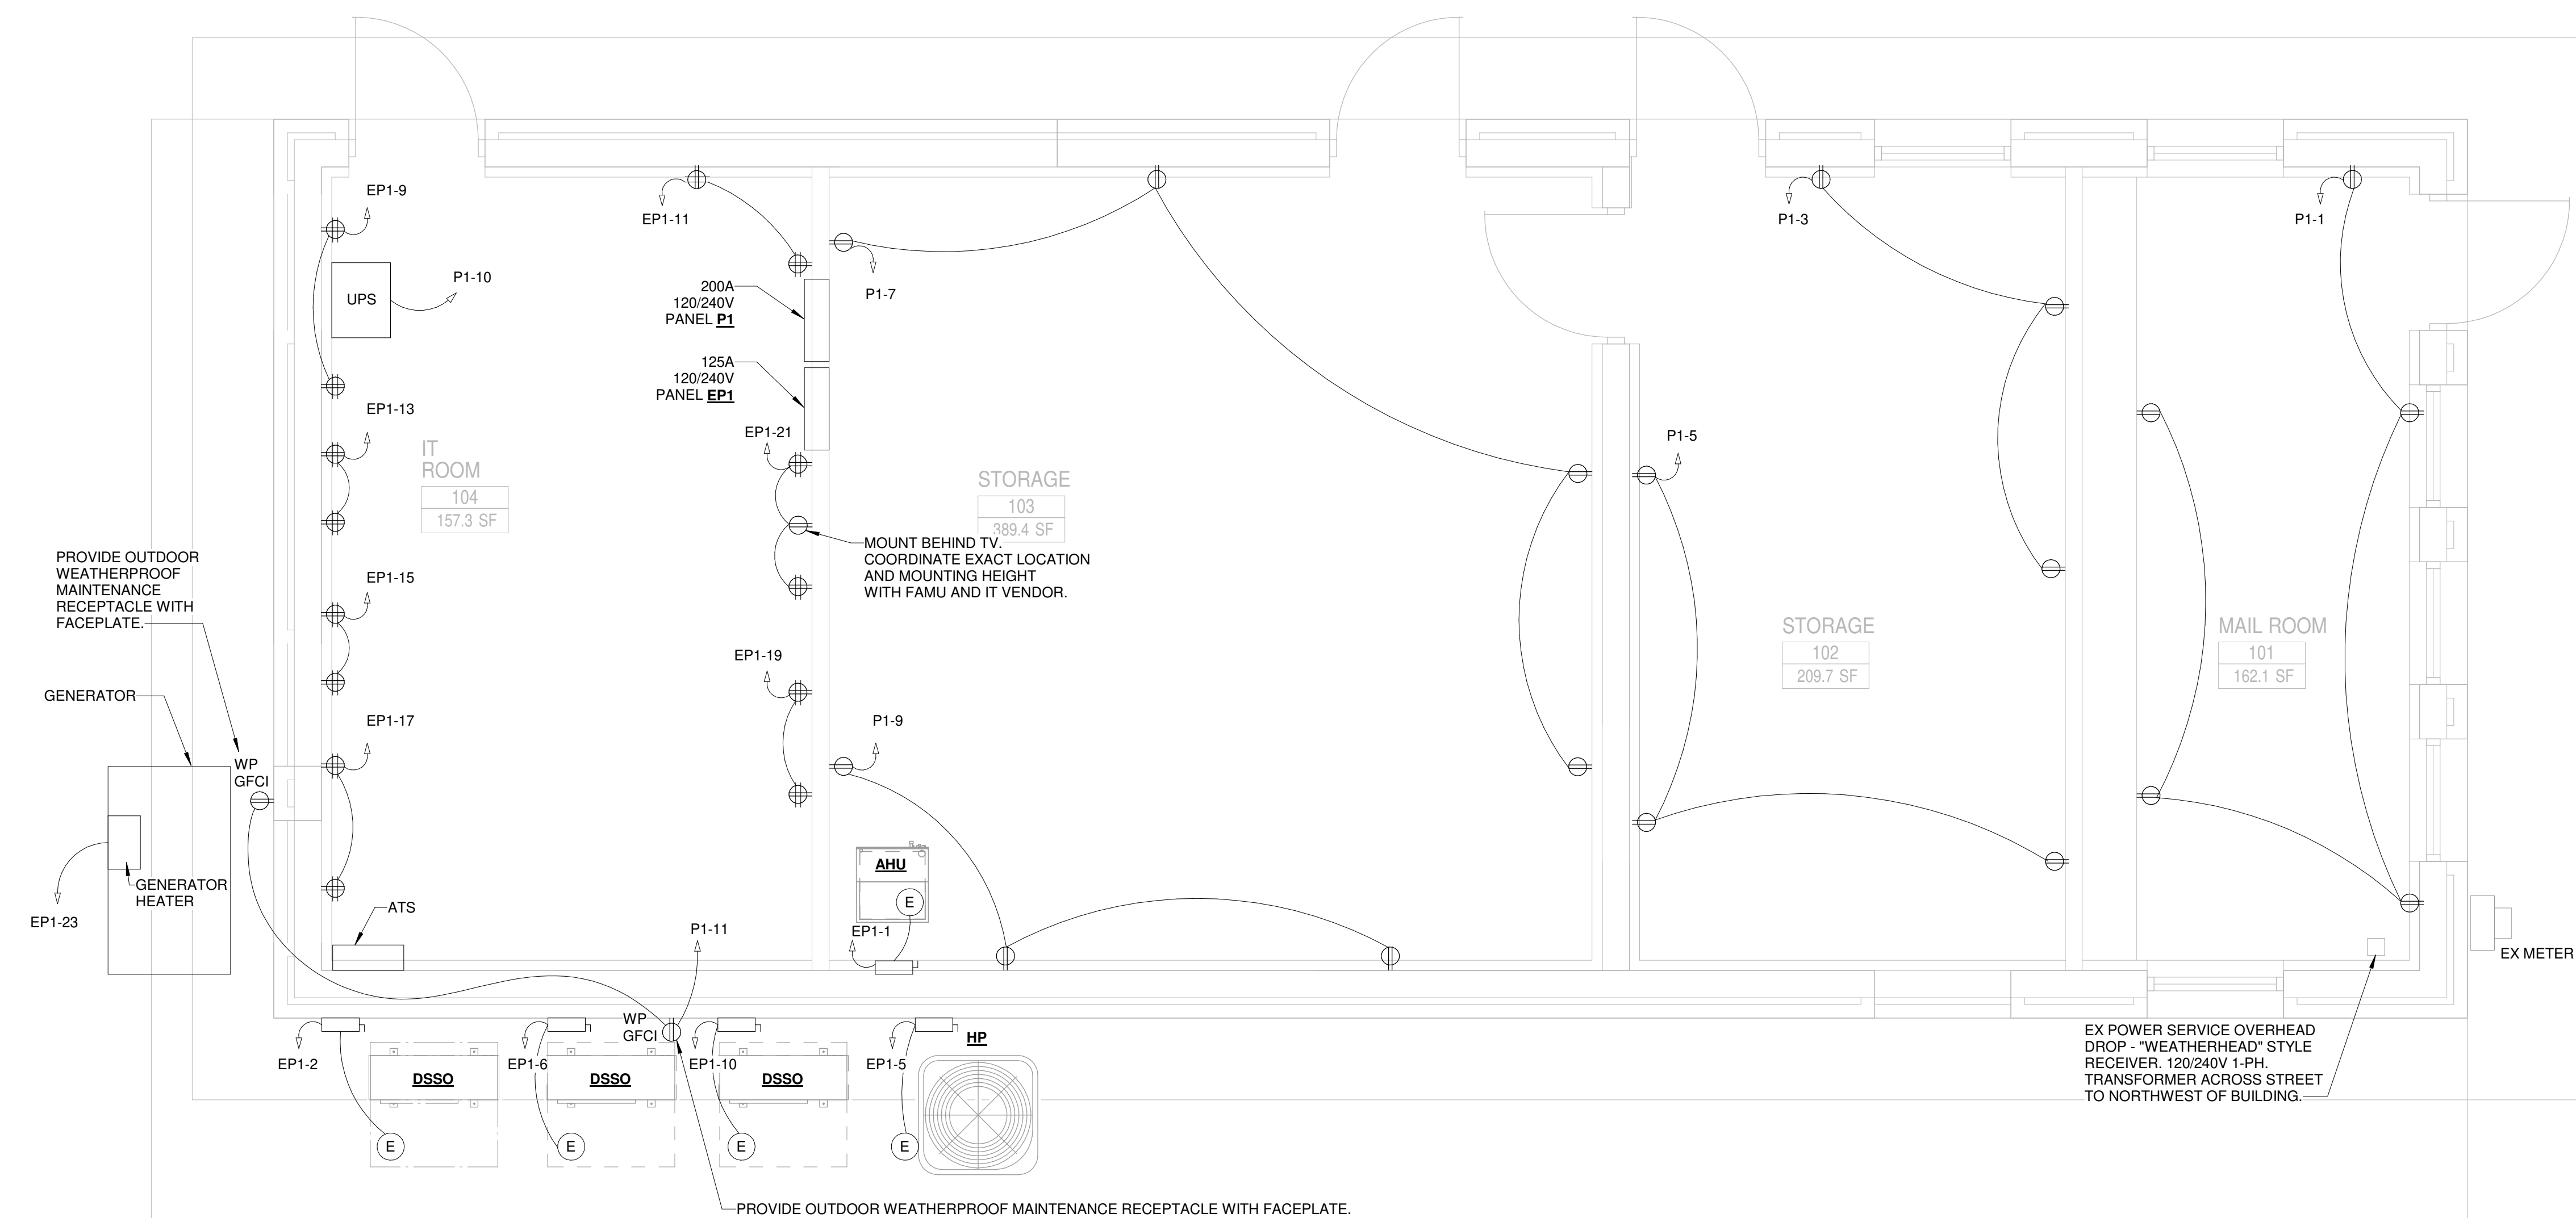 EP1-9
EP1-11
P1-3
P1-1
UPS
P1-10
P1-7
200A
120/240V
PANEL P1
125A
120/240V
PANEL EP1
EP1-13
EP1-21
P1-5
IT
ROOM
104
157.3 SF
STORAGE
103
389.4 SF
MOUNT BEHIND TV.
COORDINATE EXACT LOCATION
AND MOUNTING HEIGHT
WITH FAMU AND IT VENDOR.
PROVIDE OUTDOOR
WEATHERPROOF
MAINTENANCE
RECEPTACLE WITH
FACEPLATE.
EP1-15
STORAGE
102
209.7 SF
MAIL ROOM
101
162.1 SF
EP1-19
GENERATOR
EP1-17
P1-9
WP
GFCI
GENERATOR
HEATER
EP1-23
ATS
AHU
E
P1-11
EP1-1
EX METER
WP
GFCI
HP
EP1-2
EP1-6
EP1-10
EP1-5
DSSO
DSSO
DSSO
E
E
E
E
EX POWER SERVICE OVERHEAD
DROP - "WEATHERHEAD" STYLE
RECEIVER. 120/240V 1-PH.
TRANSFORMER ACROSS STREET
TO NORTHWEST OF BUILDING.
PROVIDE OUTDOOR WEATHERPROOF MAINTENANCE RECEPTACLE WITH FACEPLATE.